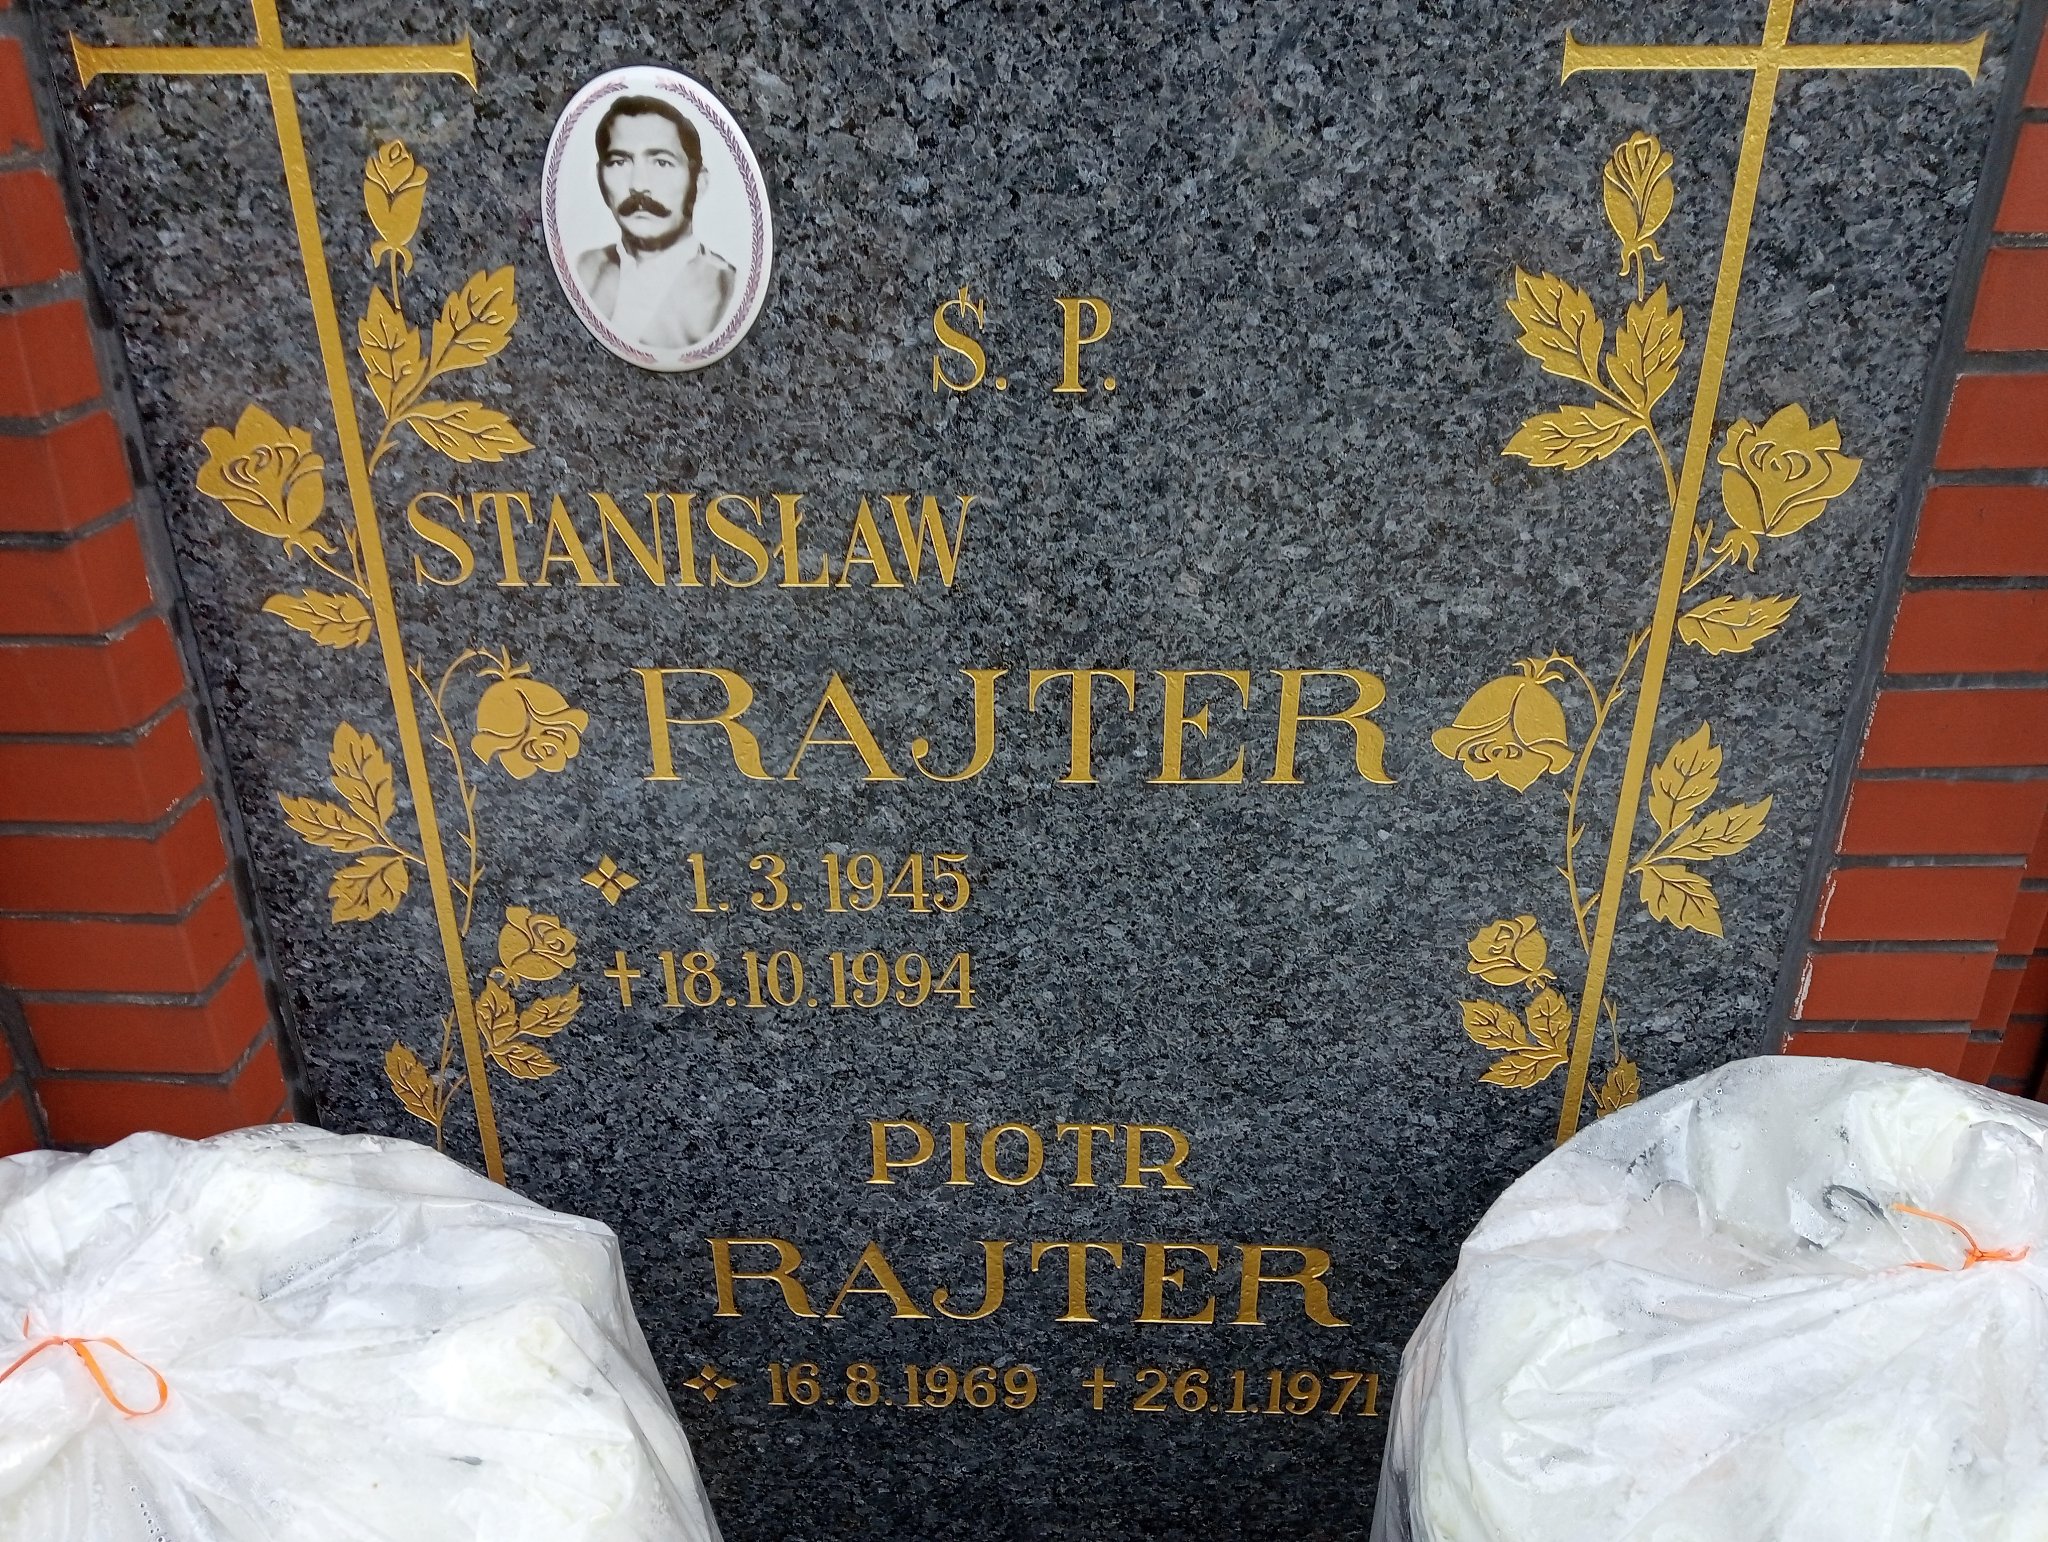 Ś. P.
STANISŁAW
RAJTER
1. 3. 1945
18.10.1994
PIOTR
RAJTER
16.8.1969 26.1.1971